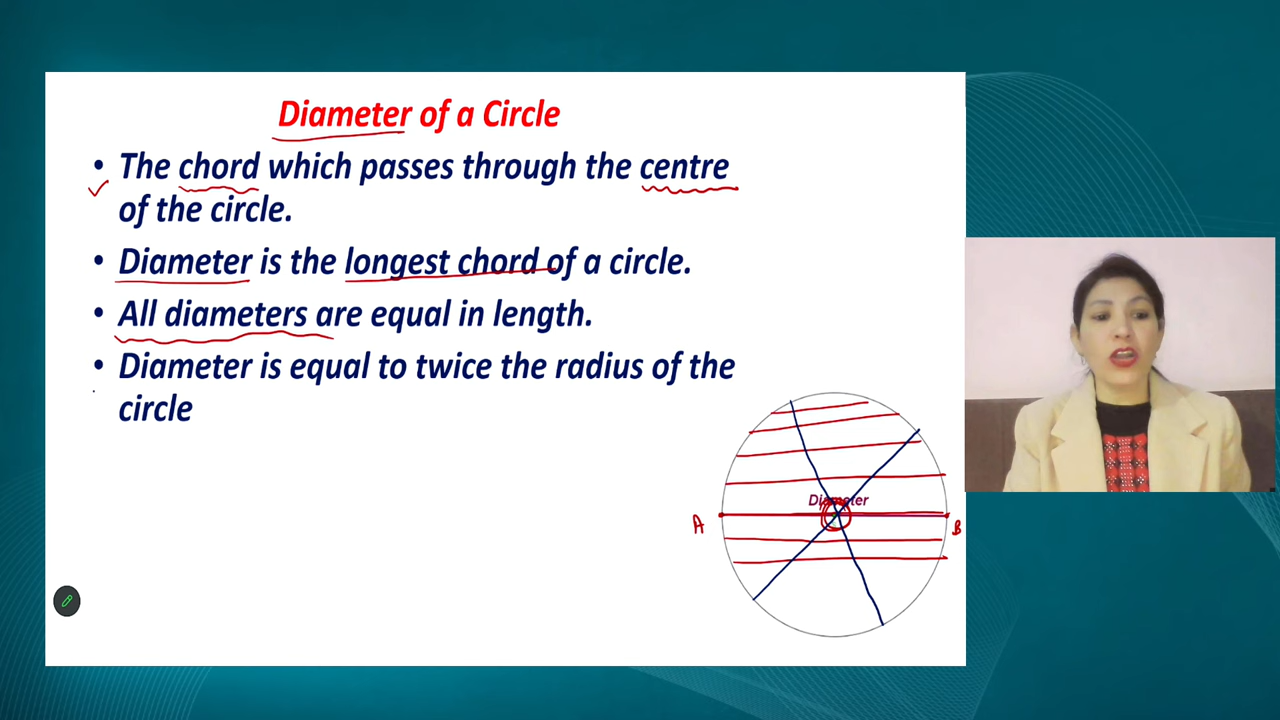 Diameter of a Circle
• The chord which passes through the centre
of the circle.
• Diameter is the longest chord of a circle.
• All diameters are equal in length.
• Diameter is equal to twice the radius of the
circle
Diameter
A
B